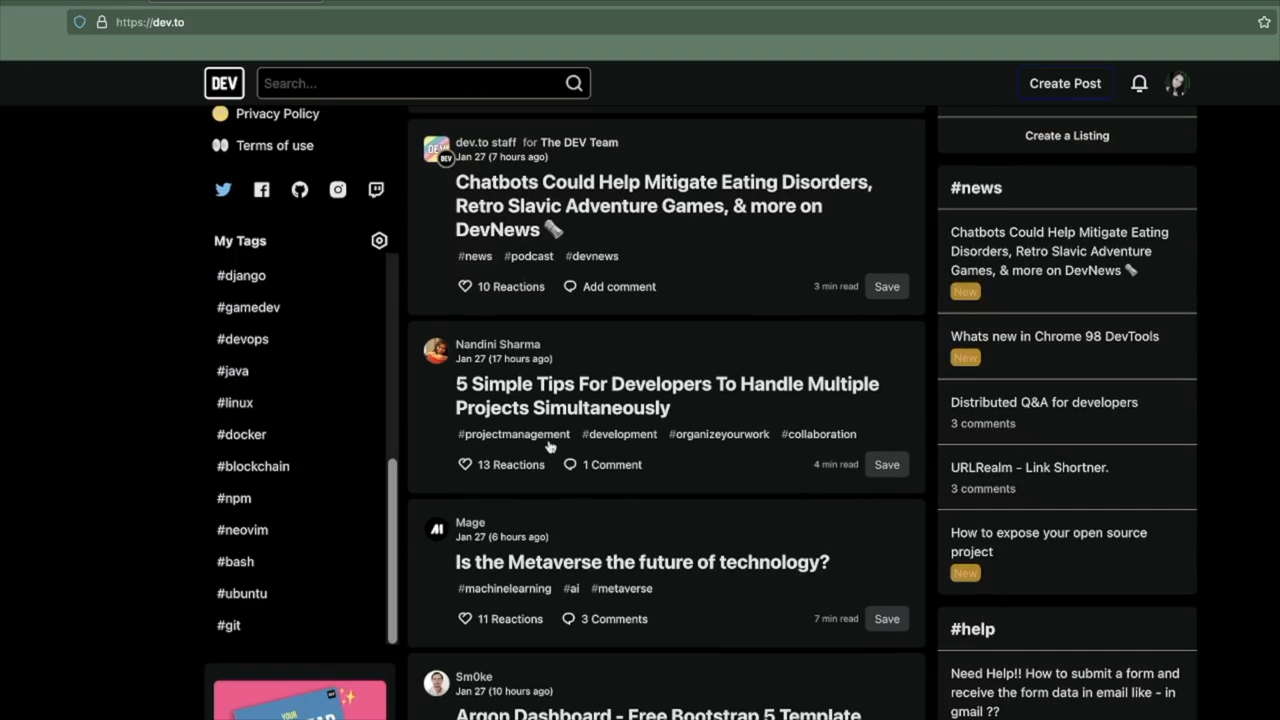 https://dev.to
DEV
Search...
Create Post
Privacy Policy
Terms of use
My Tags
#django
#gamedev
#devops
#java
#linux
#docker
#blockchain
#npm
#neovim
#bash
#ubuntu
#git
dev.to staff for The DEV Team
Jan 27 (7 hours ago)
Chatbots Could Help Mitigate Eating Disorders,
Retro Slavic Adventure Games, & more on
DevNews 🗞
#news #podcast #devnews
10 Reactions Add comment
3 min read Save
Nandini Sharma
Jan 27 (17 hours ago)
5 Simple Tips For Developers To Handle Multiple
Projects Simultaneously
#projectmanagement #development #organizeyourwork #collaboration
13 Reactions 1 Comment
4 min read Save
Mage
Jan 27 (6 hours ago)
Is the Metaverse the future of technology?
#machinelearning #ai #metaverse
11 Reactions 3 Comments
7 min read Save
Sm0ke
Jan 27 (10 hours ago)
Argon Dashboard - Free Bootstrap 5 Template
Create a Listing
#news
Chatbots Could Help Mitigate Eating
Disorders, Retro Slavic Adventure
Games, & more on DevNews 🗞
New
Whats new in Chrome 98 DevTools
New
Distributed Q&A for developers
3 comments
URLRealm - Link Shortner.
3 comments
How to expose your open source
project
New
#help
Need Help!! How to submit a form and
receive the form data in email like - in
gmail ??